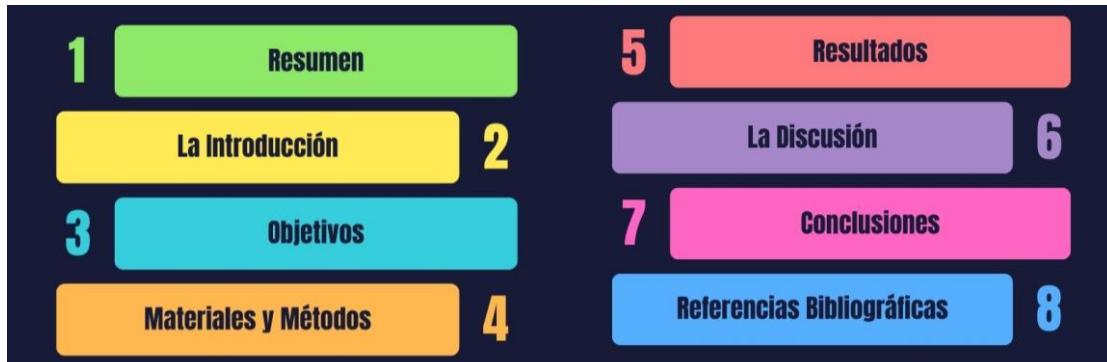 1 Resumen
La Introducción 2
3 Objetivos
Materiales y Métodos 4
5 Resultados
La Discusión 6
7 Conclusiones
Referencias Bibliográficas 8